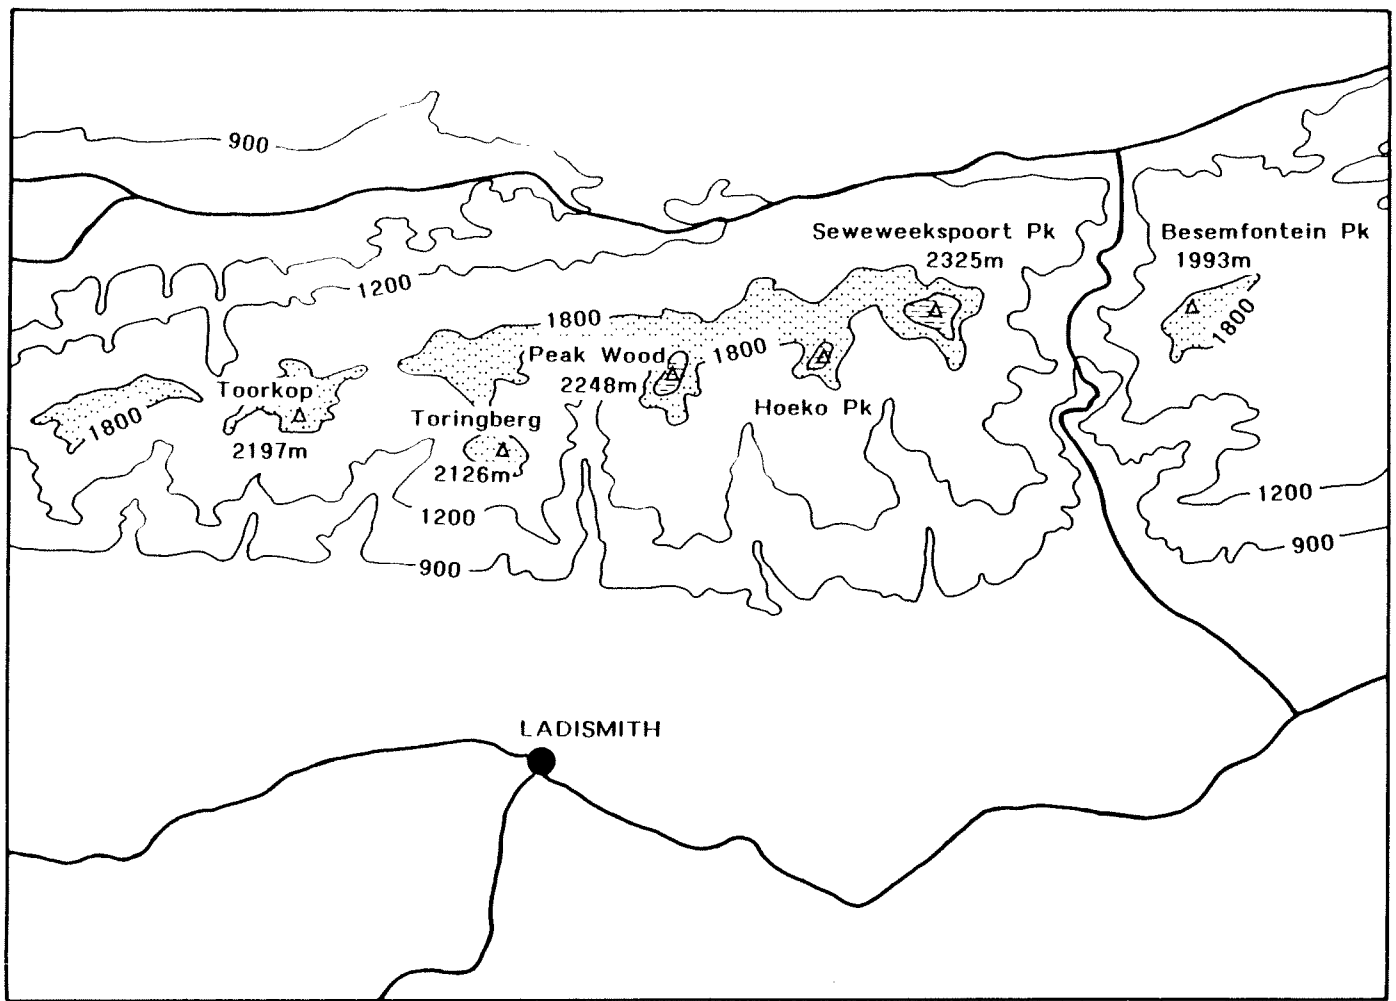 900
Seweweekspoort Pk
2325m
Besemfontein Pk
1993m
1200
1800
1800
Peak Wood
2248m
1800
Toorkop
2197m
1800
Toringberg
2126m
Hoeko Pk
1200
1200
900
900
LADISMITH